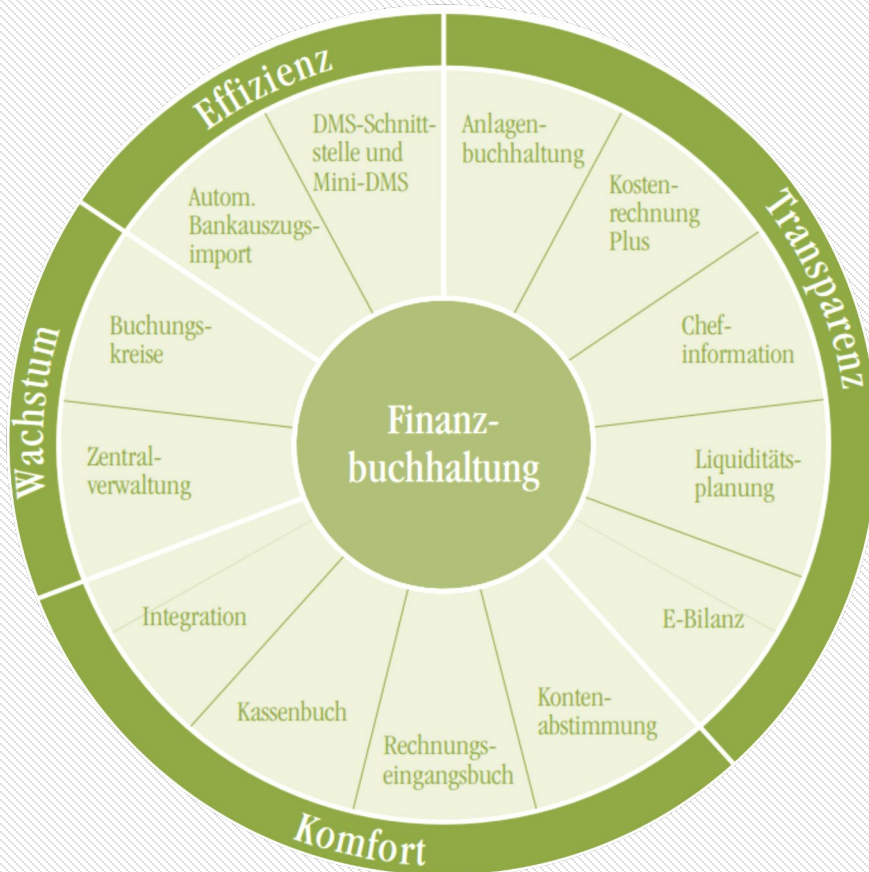 Effizienz
DMS-Schnitt-
stelle und
Mini-DMS
Autom.
Bankauszugs-
import
Transparenz
Anlagen-
buchhaltung
Kosten-
rechnung
Plus
Chef-
information
Liquiditäts-
planung
E-Bilanz
Wachstum
Buchungs-
kreise
Zentral-
verwaltung
Finanz-
buchhaltung
Komfort
Integration
Kassenbuch
Rechnungs-
eingangsbuch
Konten-
abstimmung